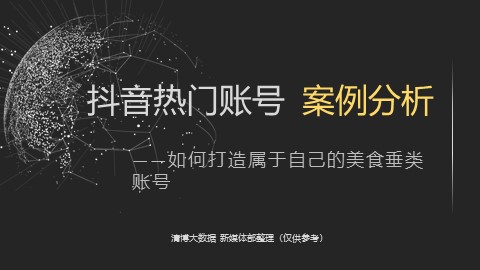 抖音热门账号 案例分析
——如何打造属于自己的美食垂类
账号
清博大数据 新媒体部整理（仅供参考）